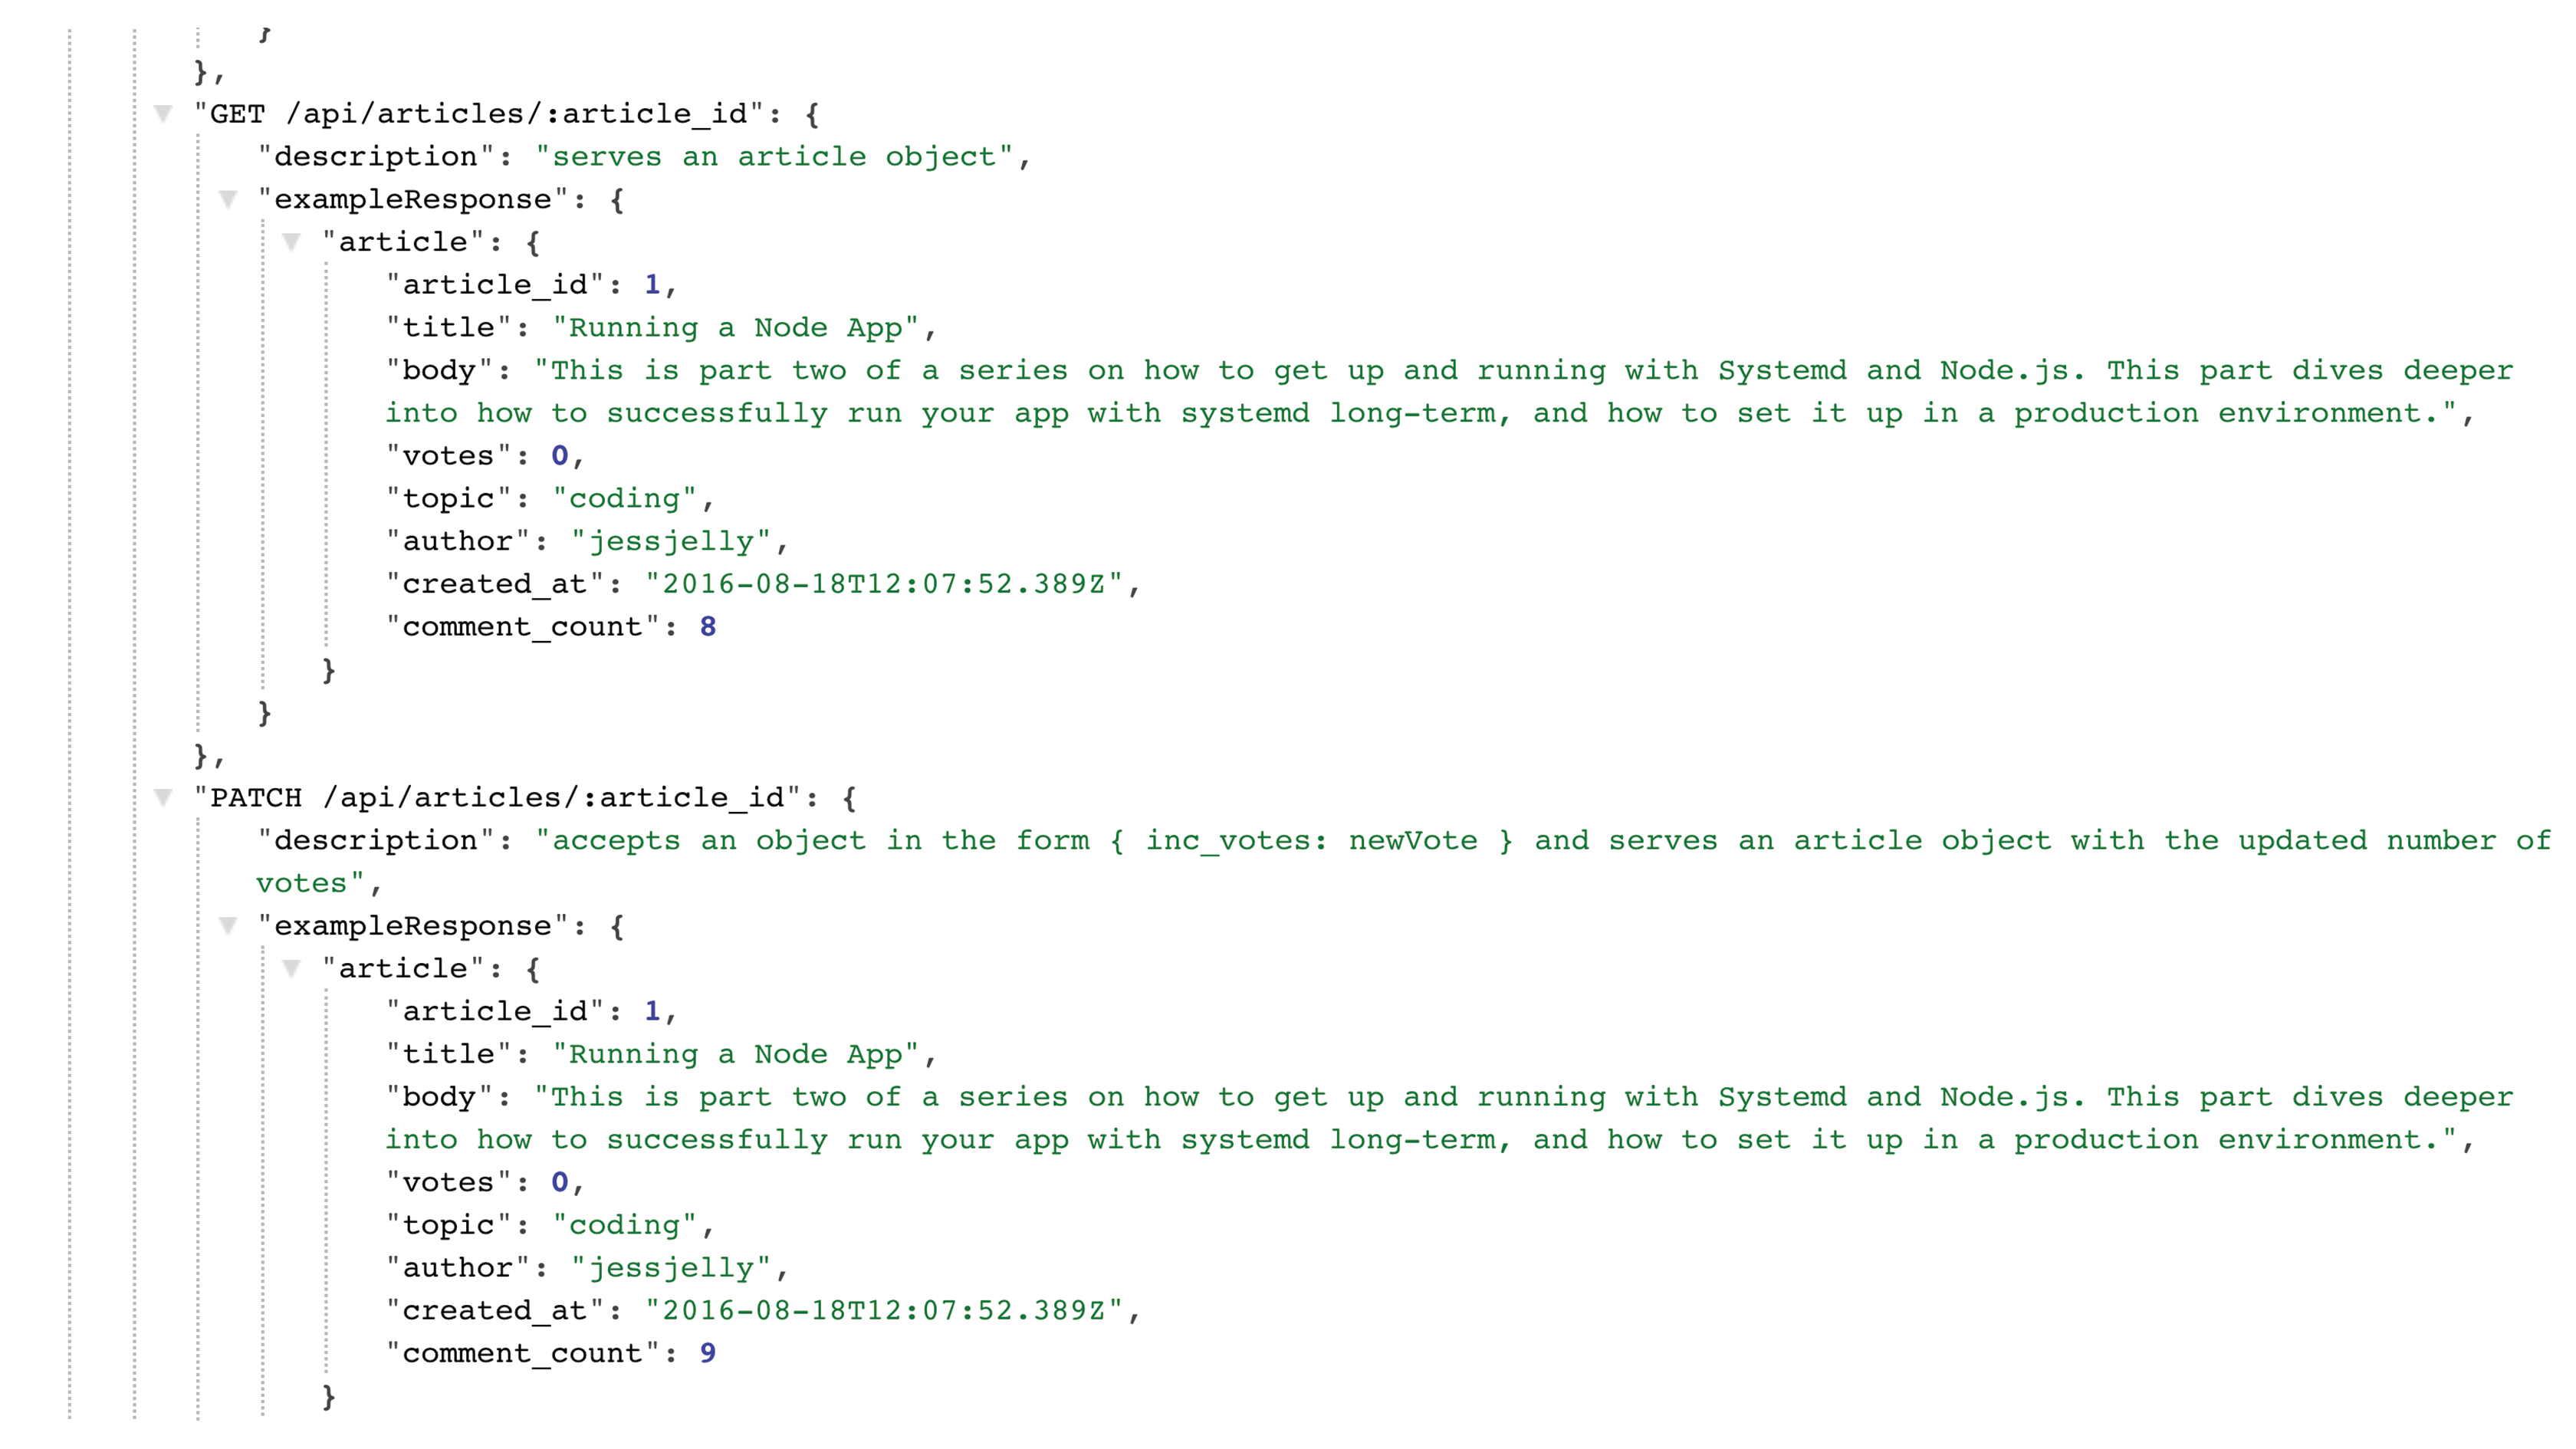 }
},
"GET /api/articles/:article_id": {
"description": "serves an article object",
"exampleResponse": {
"article": {
"article_id": 1,
"title": "Running a Node App",
"body": "This is part two of a series on how to get up and running with Systemd and Node.js. This part dives deeper
into how to successfully run your app with systemd long-term, and how to set it up in a production environment.",
"votes": 0,
"topic": "coding",
"author": "jessjelly",
"created_at": "2016-08-18T12:07:52.389Z",
"comment_count": 8
}
}
},
"PATCH /api/articles/:article_id": {
"description": "accepts an object in the form { inc_votes: newVote } and serves an article object with the updated number of
votes",
"exampleResponse": {
"article": {
"article_id": 1,
"title": "Running a Node App",
"body": "This is part two of a series on how to get up and running with Systemd and Node.js. This part dives deeper
into how to successfully run your app with systemd long-term, and how to set it up in a production environment.",
"votes": 0,
"topic": "coding",
"author": "jessjelly",
"created_at": "2016-08-18T12:07:52.389Z",
"comment_count": 9
}